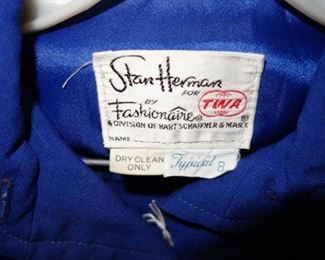 Stan Herman
FOR
TWA
BY
Fashionaire®
A DIVISION OF HART SCHAFFNER & MARX
NAME
DRY CLEAN
ONLY
Typical
8